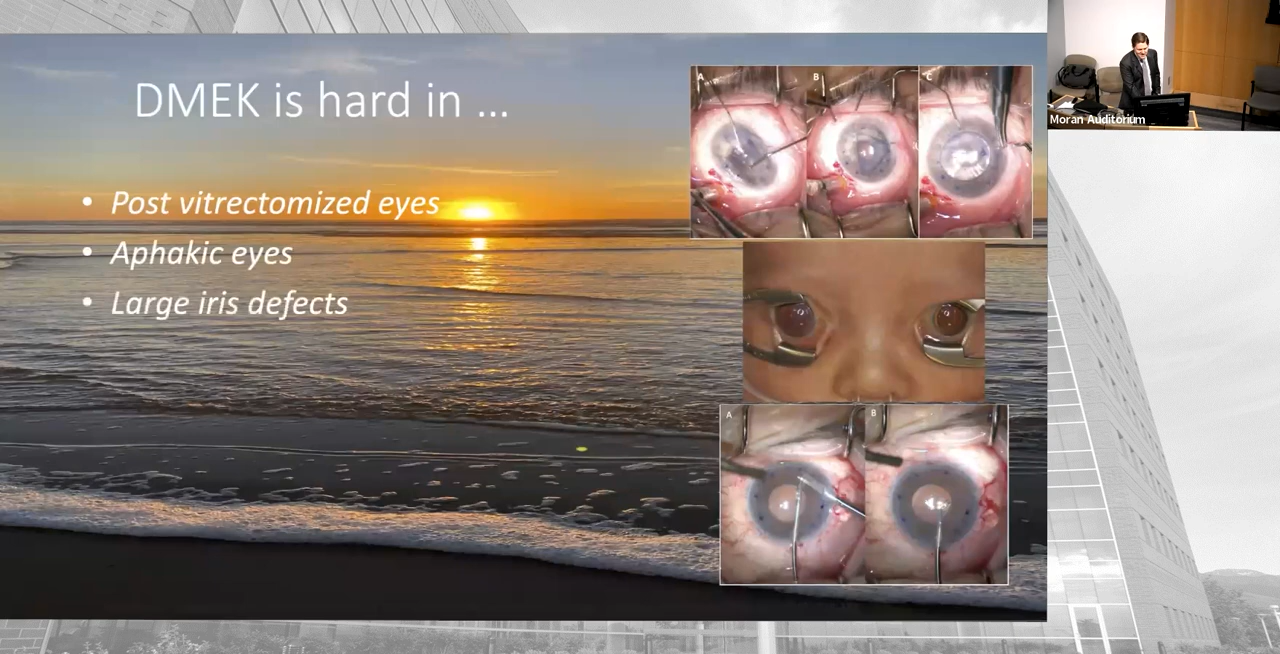 DMEK is hard in ...
• Post vitrectomized eyes
• Aphakic eyes
• Large iris defects
A B C
A B
Moran Auditorium